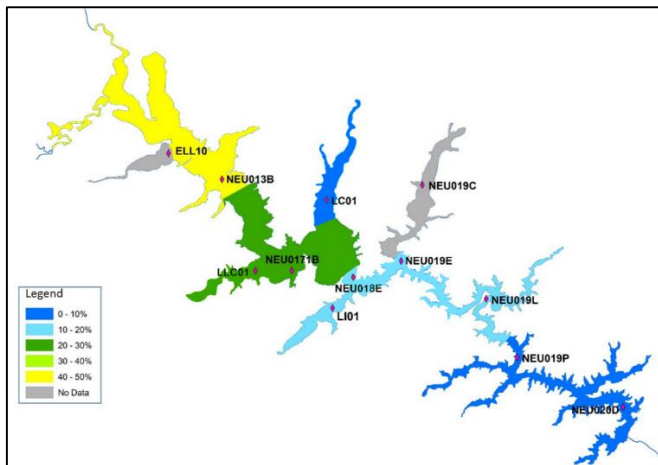 ELL10
NEU013B
NEU019C
LC01
NEU0171B
NEU019E
LLC01
NEU018E
NEU019L
LI01
NEU019P
NEU020D
Legend
0 - 10%
10 - 20%
20 - 30%
30 - 40%
40 - 50%
No Data